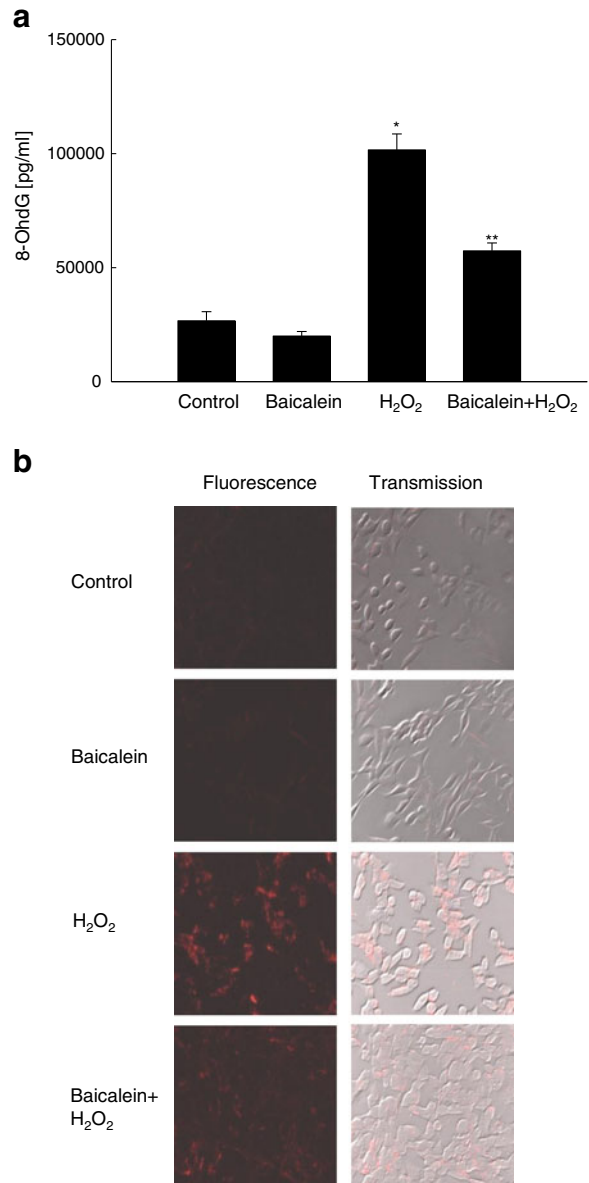 a
150000
100000
50000
0
8-OhdG [pg/ml]
*
**
Control Baicalein H₂O₂ Baicalein+H₂O₂
b
Fluorescence Transmission
Control
Baicalein
H₂O₂
Baicalein+
H₂O₂